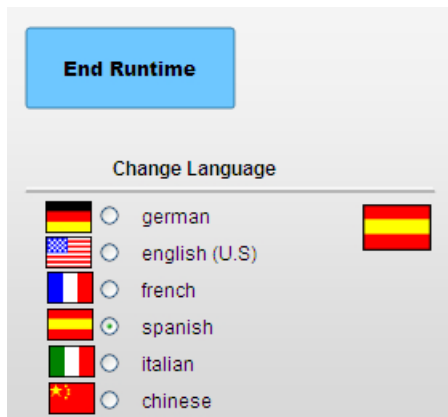 End Runtime
Change Language
german
english (U.S)
french
spanish
italian
chinese